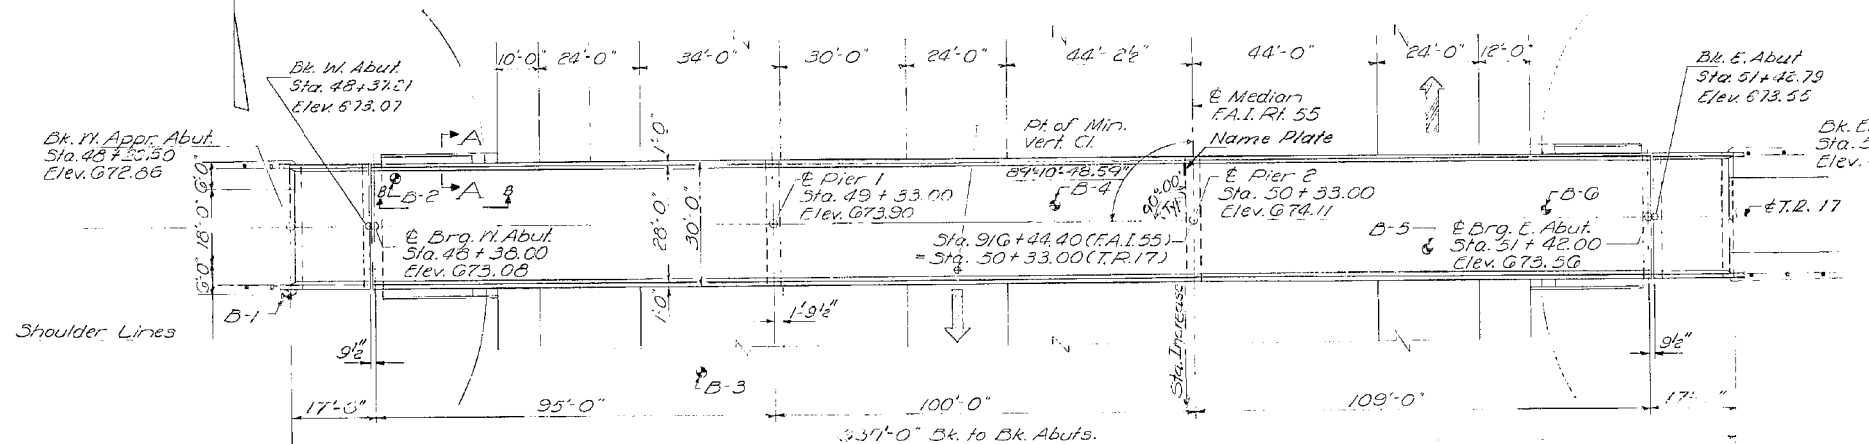 10'-0"
24'-0"
34'-0"
30'-0"
24'-0"
44'-2½"
44'-0"
24'-0"
12'-0"
Bk. W. Abut.
Sta. 48+37.21
Elev. 673.07
Bk. E. Abut
Sta. 51+42.79
Elev. 673.55
₵ Median
F.A.I. Rt. 55
Name Plate
Pt. of Min.
Vert. Cl.
Bk. W. Appr. Abut.
Sta. 48+20.50
Elev. 672.86
Bk. E.
Sta. 5
Elev.
A
A
B
B
B-2
1'-0"
6'-0"
18'-0"
6'-0"
28'-0"
30'-0"
1'-0"
₵ Pier 1
Sta. 49 + 33.00
Elev. 673.90
89°-10'-48.59"
B-4
90°-00'
(Typ.)
₵ Pier 2
Sta. 50 + 33.00
Elev. 674.11
B-6
₵ T.R. 17
₵ Brg. W. Abut.
Sta. 48 + 38.00
Elev. 673.08
Sta. 916+44.40 (F.A.I. 55)
= Sta. 50+33.00 (T.R. 17)
B-5
₵ Brg. E. Abut.
Sta. 51 + 42.00
Elev. 673.56
B-1
Shoulder Lines
1'-9½"
Sta. Increase
9½"
9½"
B-3
17'-0"
95'-0"
100'-0"
109'-0"
17'-
339'-0" Bk. to Bk. Abuts.